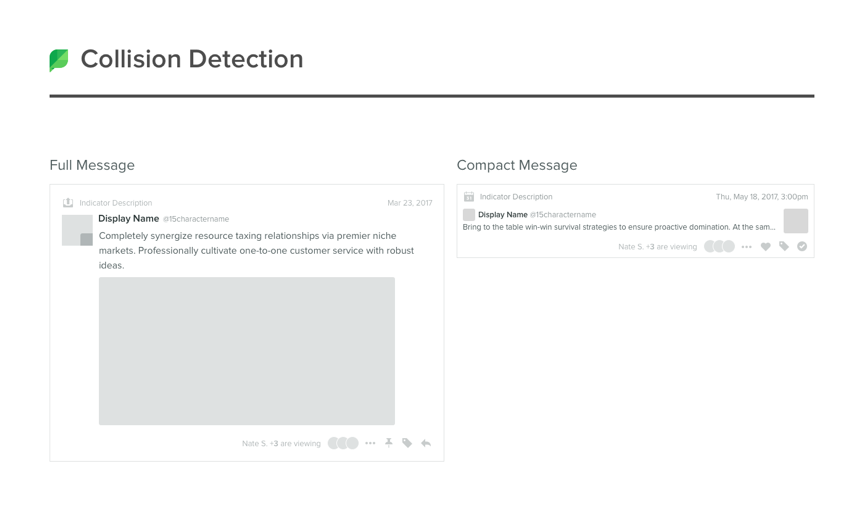 Collision Detection
Full Message
Indicator Description
Mar 23, 2017
Display Name @15charactername
Completely synergize resource taxing relationships via premier niche
markets. Professionally cultivate one-to-one customer service with robust
ideas.
Nate S. +3 are viewing
Compact Message
Indicator Description
Thu, May 18, 2017, 3:00pm
Display Name @15charactername
Bring to the table win-win survival strategies to ensure proactive domination. At the sam...
Nate S. +3 are viewing